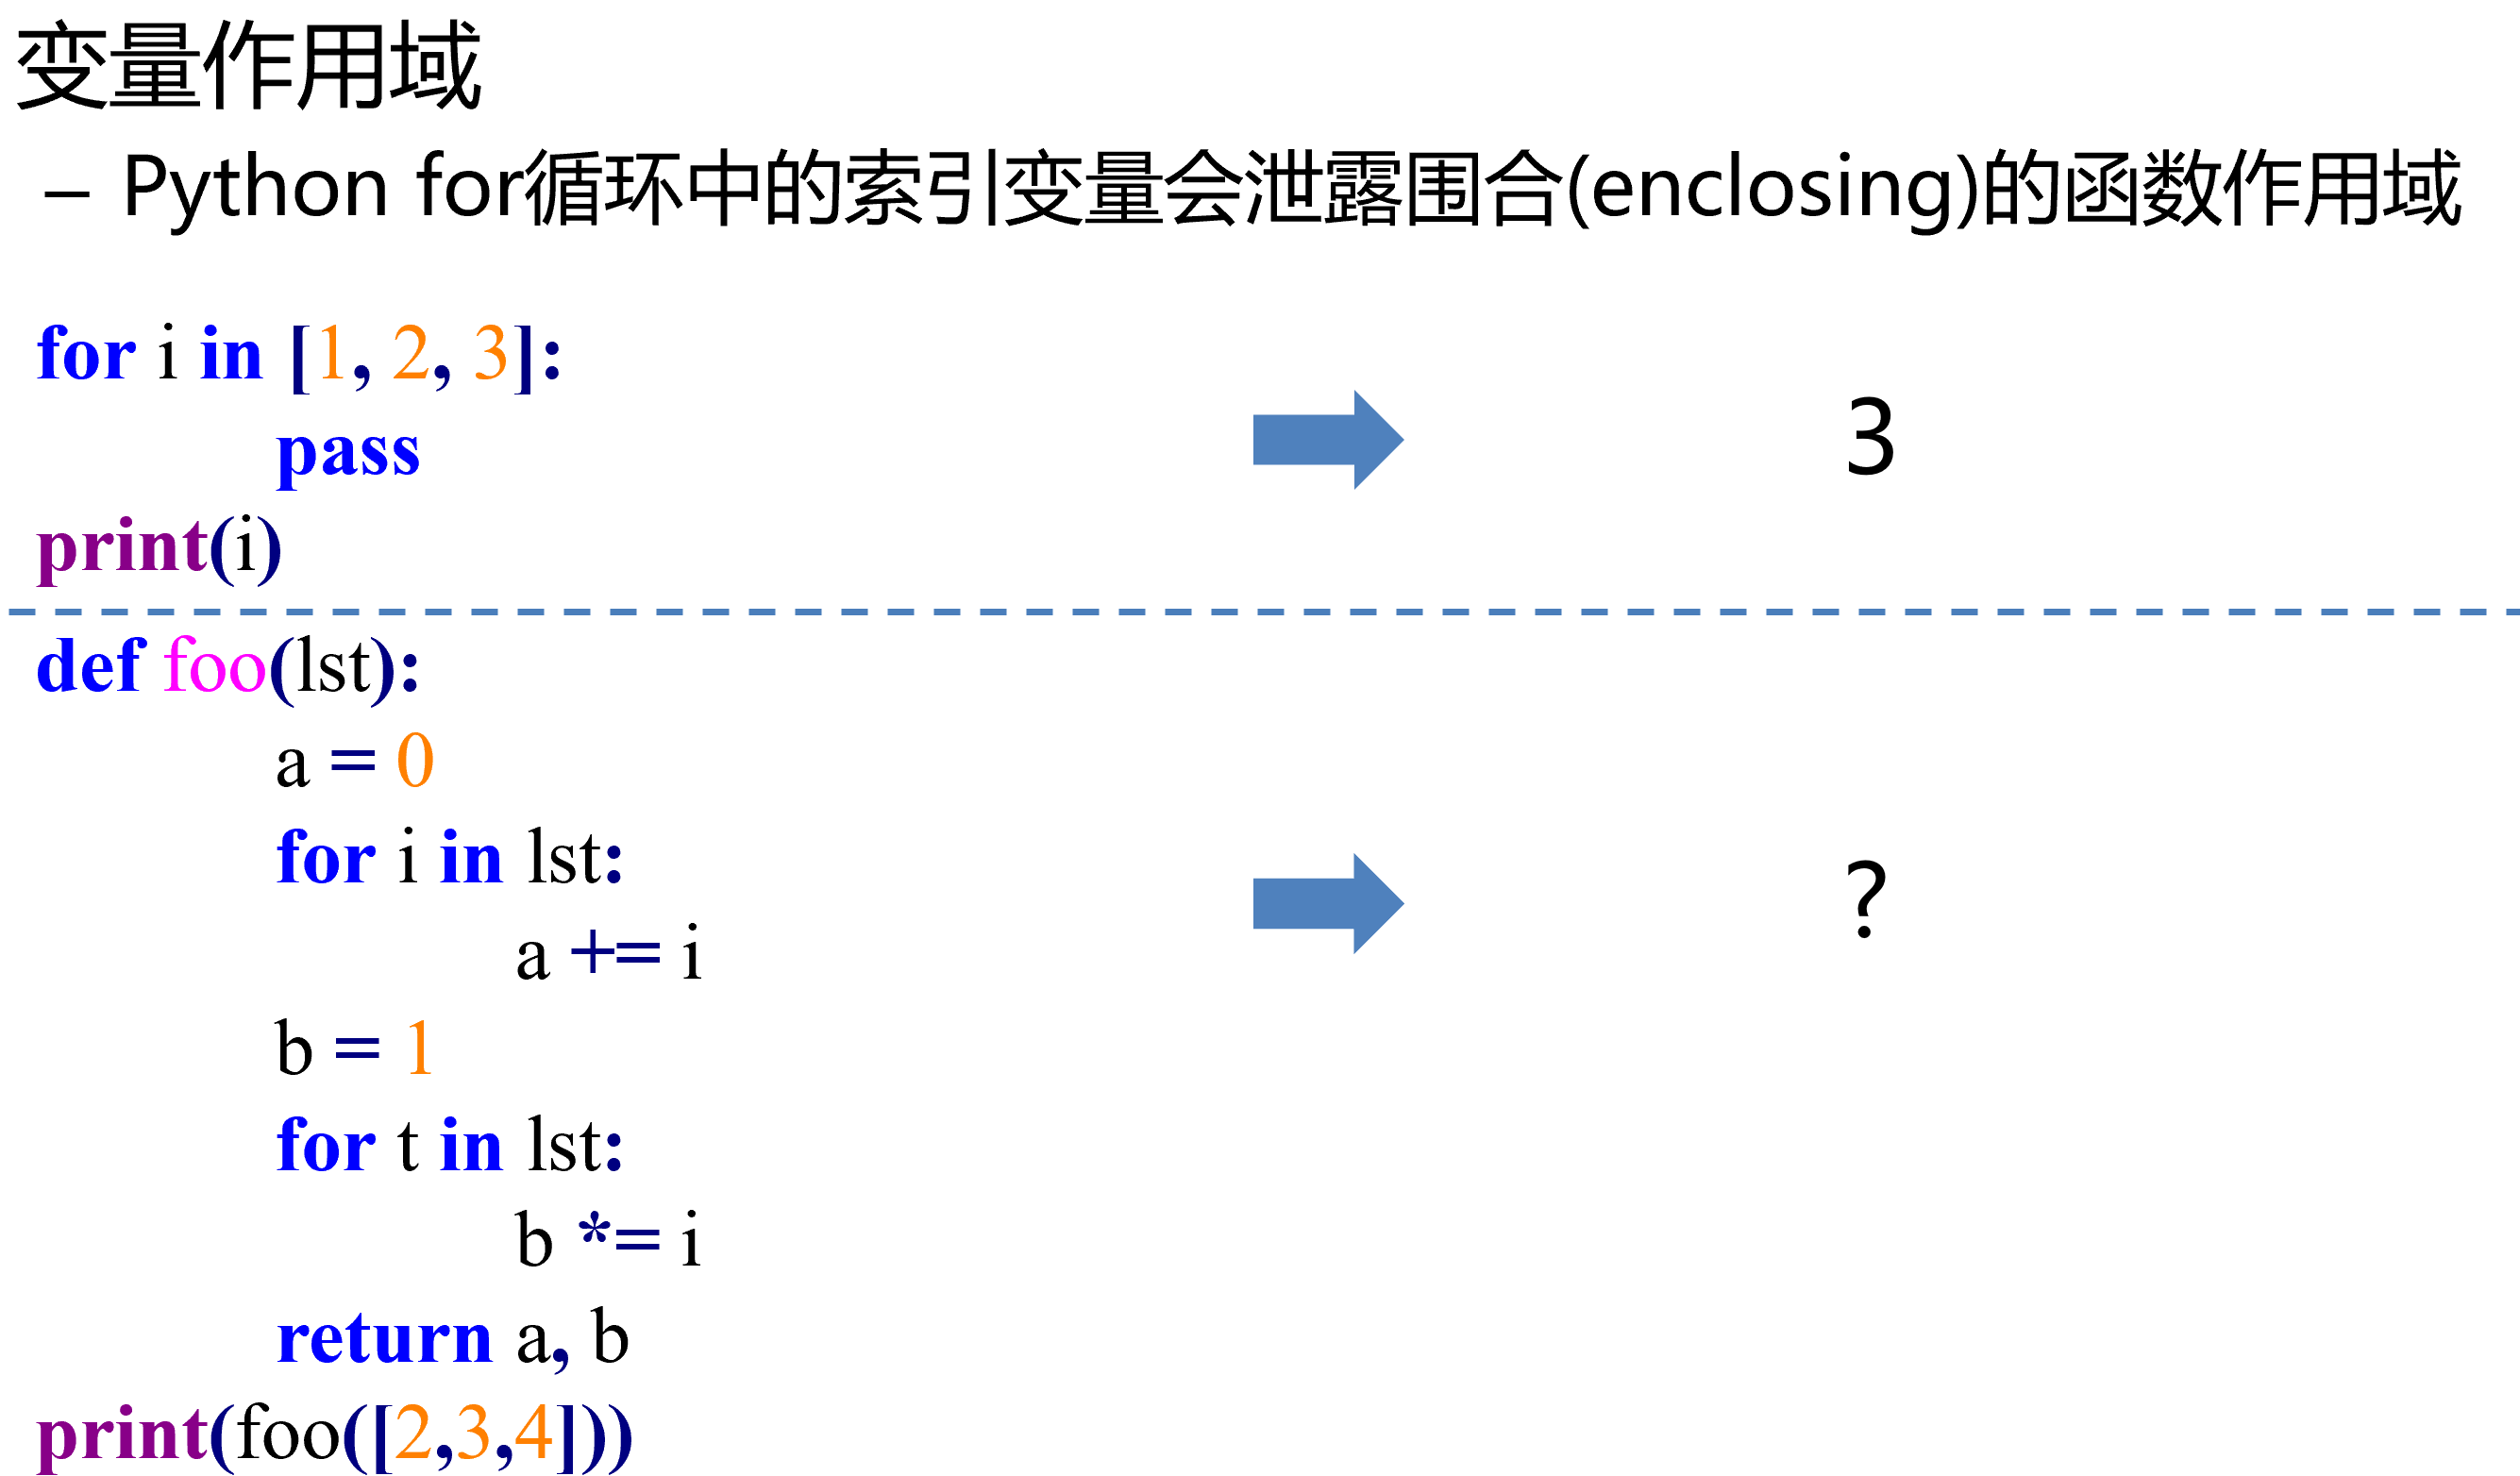 变量作用域
– Python for循环中的索引变量会泄露围合(enclosing)的函数作用域
for i in [1, 2, 3]:
pass
print(i)
3
def foo(lst):
a = 0
for i in lst:
a += i
b = 1
for t in lst:
b *= i
return a, b
print(foo([2,3,4]))
?